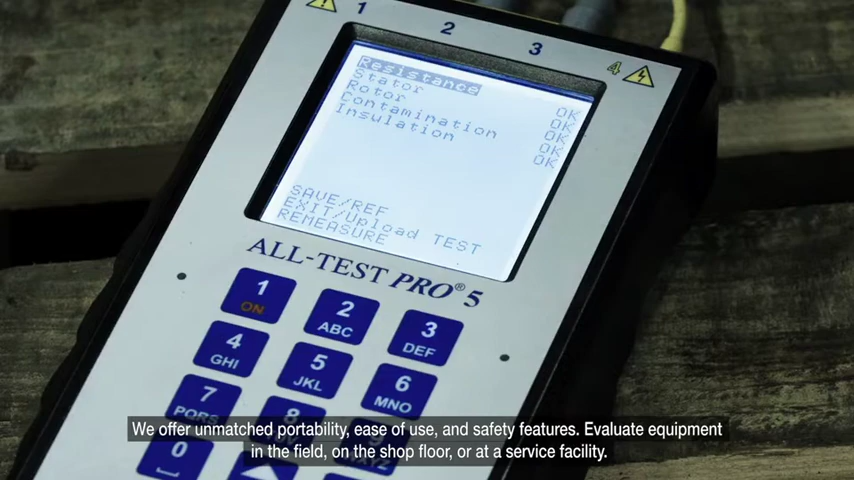 1 2 3 4
Resistance OK
Stator OK
Rotor OK
Contamination OK
Insulation OK
SAVE/REF
EXIT/Upload TEST
REMEASURE
ALL-TEST PRO® 5
1 ON
2 ABC
3 DEF
4 GHI
5 JKL
6 MNO
7 PQRS
8
9
0
We offer unmatched portability, ease of use, and safety features. Evaluate equipment
in the field, on the shop floor, or at a service facility.